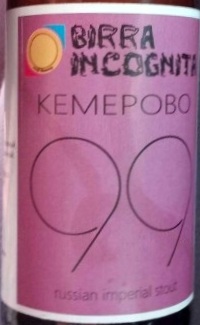 BIRRA
INCOGNITA
КЕМЕРОВО
99
russian imperial stout